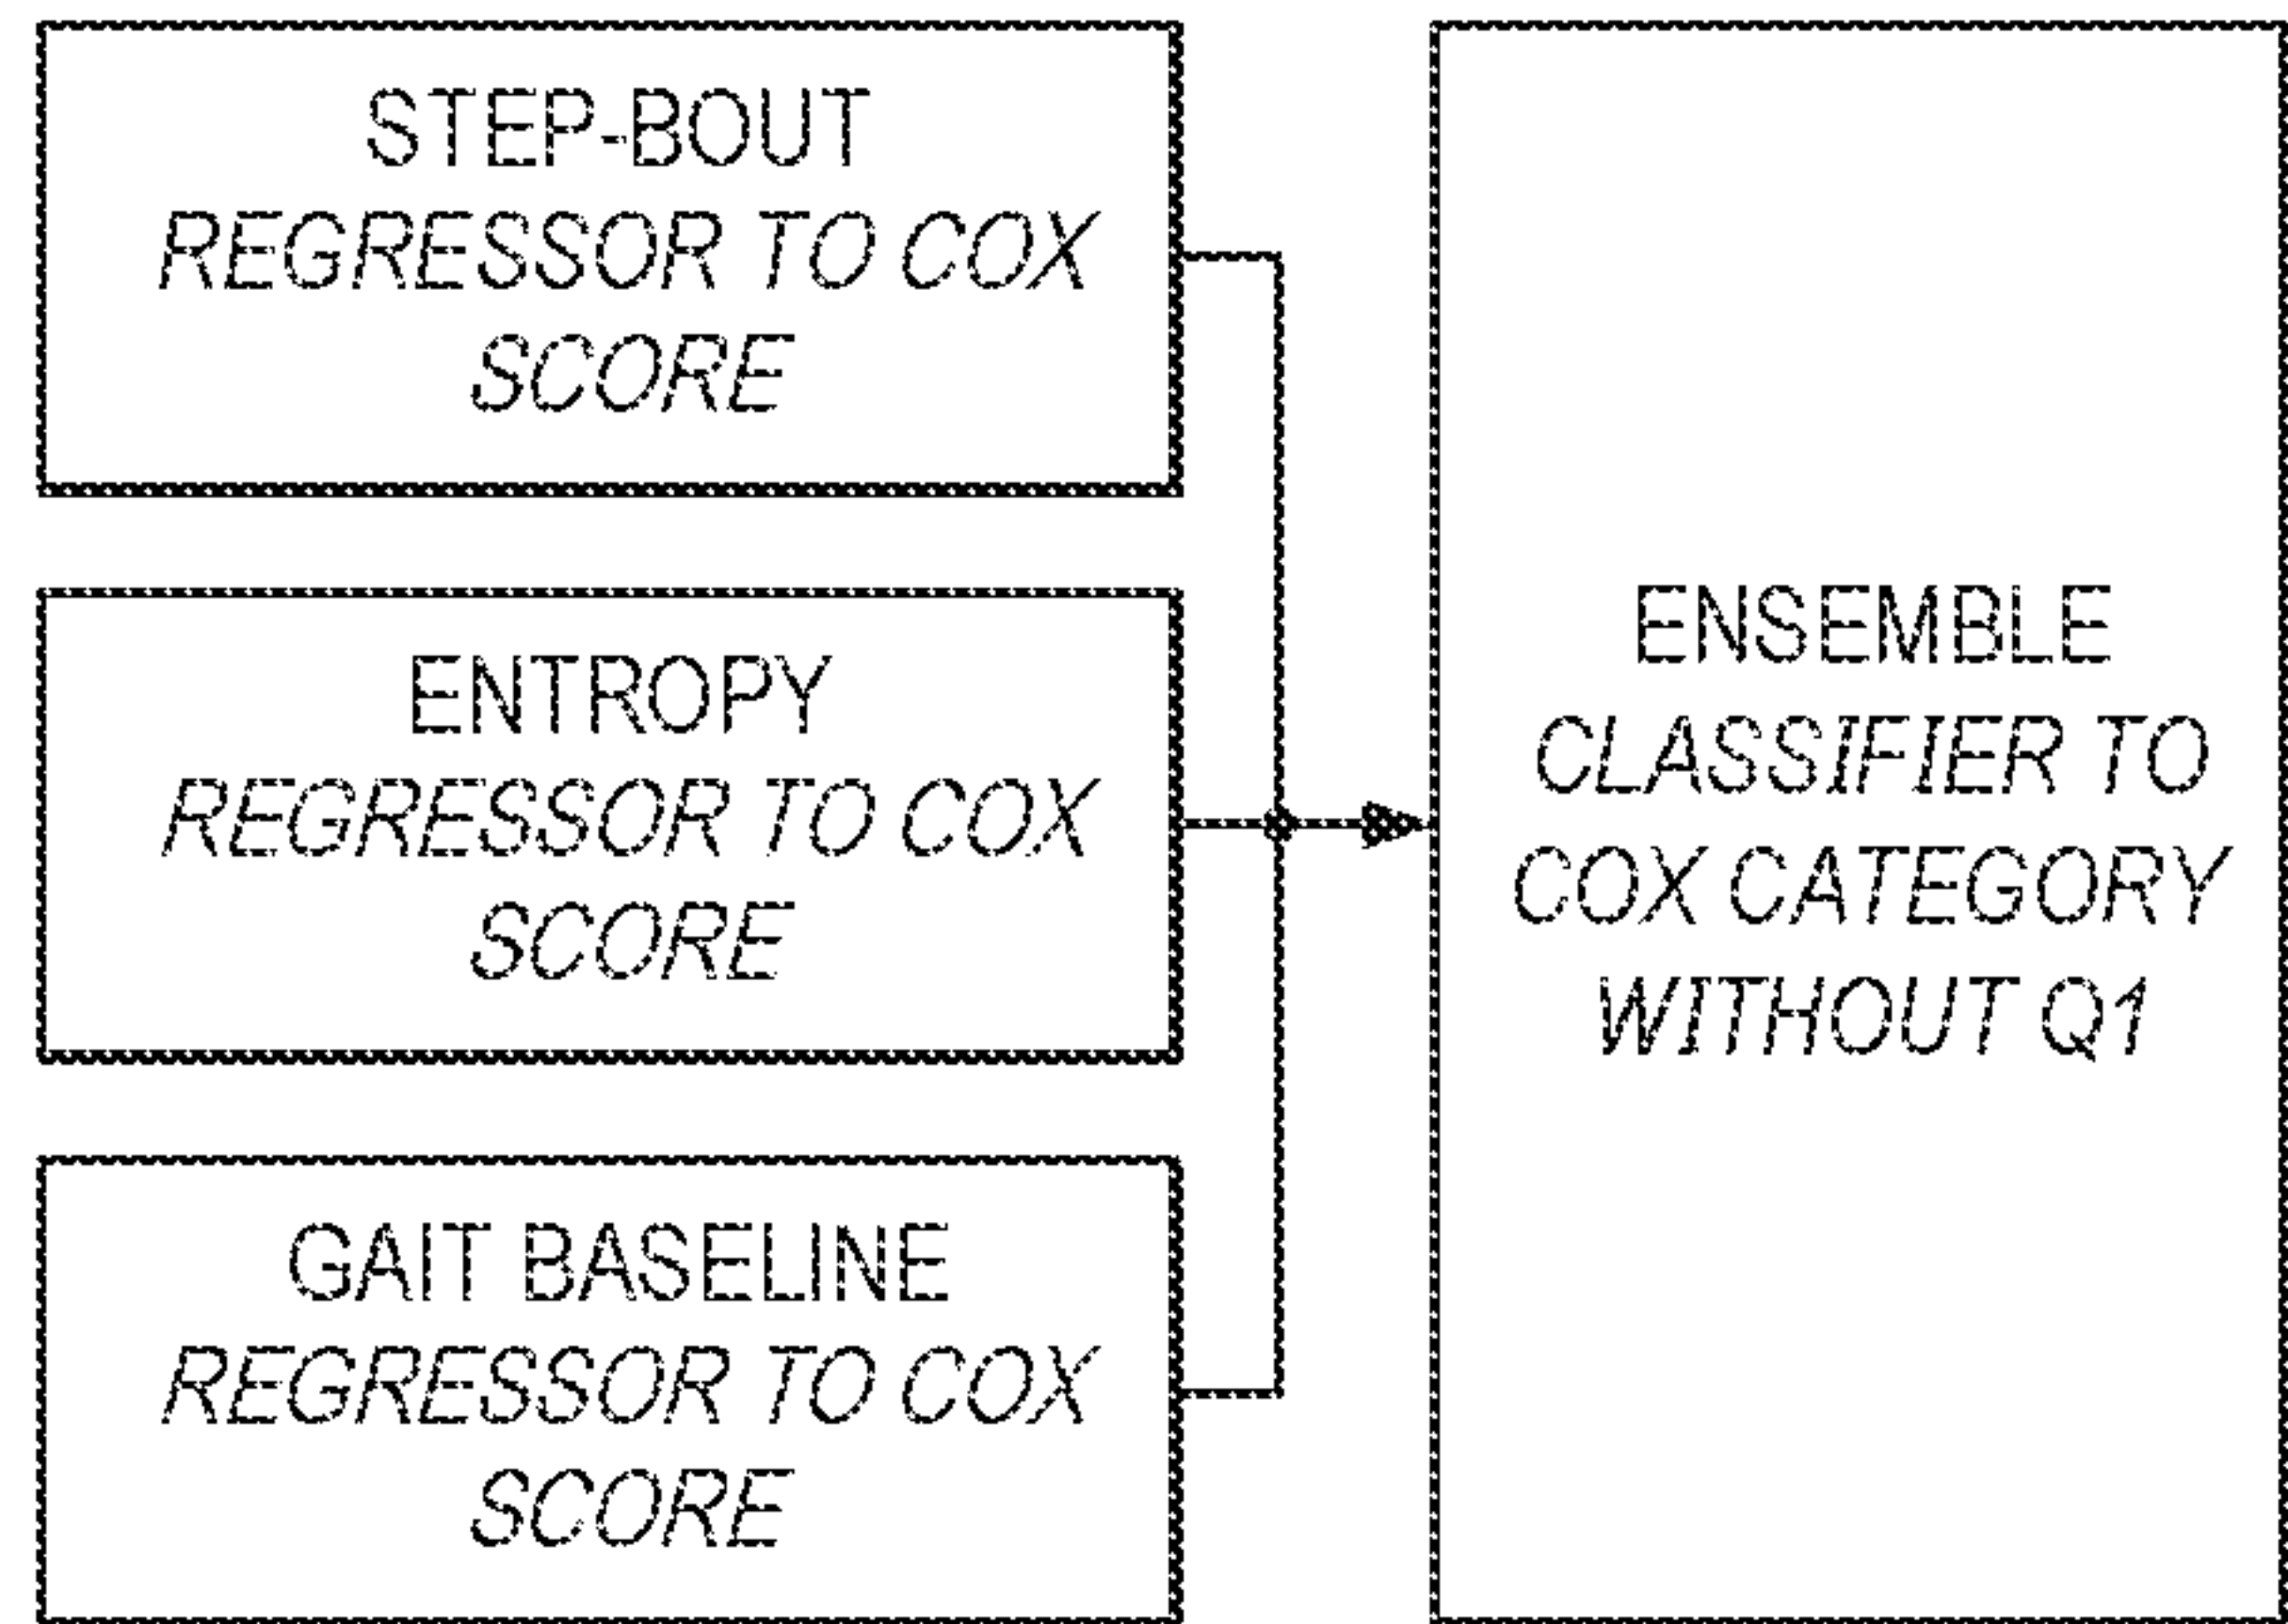 STEP-BOUT
REGRESSOR TO COX
SCORE
ENTROPY
REGRESSOR TO COX
SCORE
GAIT BASELINE
REGRESSOR TO COX
SCORE
ENSEMBLE
CLASSIFIER TO
COX CATEGORY
WITHOUT Q1